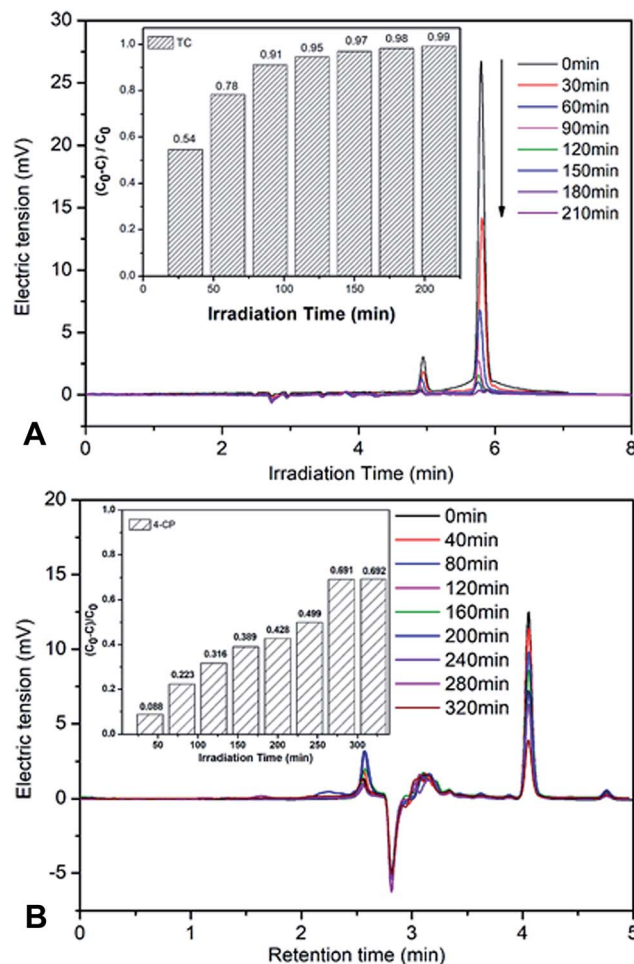 30
25
20
15
10
5
0
Electric tension (mV)
0 2 4 6 8
Irradiation Time (min)
A
TC
0.54 0.78 0.91 0.95 0.97 0.98 0.99
1.0
0.8
0.6
0.4
0.2
0.0
(C0-C) / C0
0 50 100 150 200
Irradiation Time (min)
0min
30min
60min
90min
120min
150min
180min
210min
20
15
10
5
0
-5
Electric tension (mV)
0 1 2 3 4 5
Retention time (min)
B
4-CP
0.088 0.223 0.316 0.389 0.428 0.499 0.691 0.692
1.0
0.8
0.6
0.4
0.2
0.0
(C0-C)/C0
50 100 150 200 250 300
Irradiation Time (min)
0min
40min
80min
120min
160min
200min
240min
280min
320min